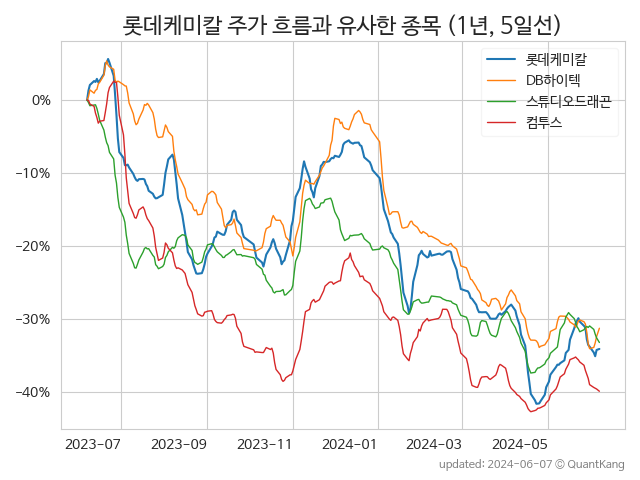 롯데케미칼 주가 흐름과 유사한 종목 (1년, 5일선)
롯데케미칼
DB하이텍
스튜디오드래곤
컴투스
0%
−10%
−20%
−30%
−40%
2023-07 2023-09 2023-11 2024-01 2024-03 2024-05
updated: 2024-06-07 © QuantKang